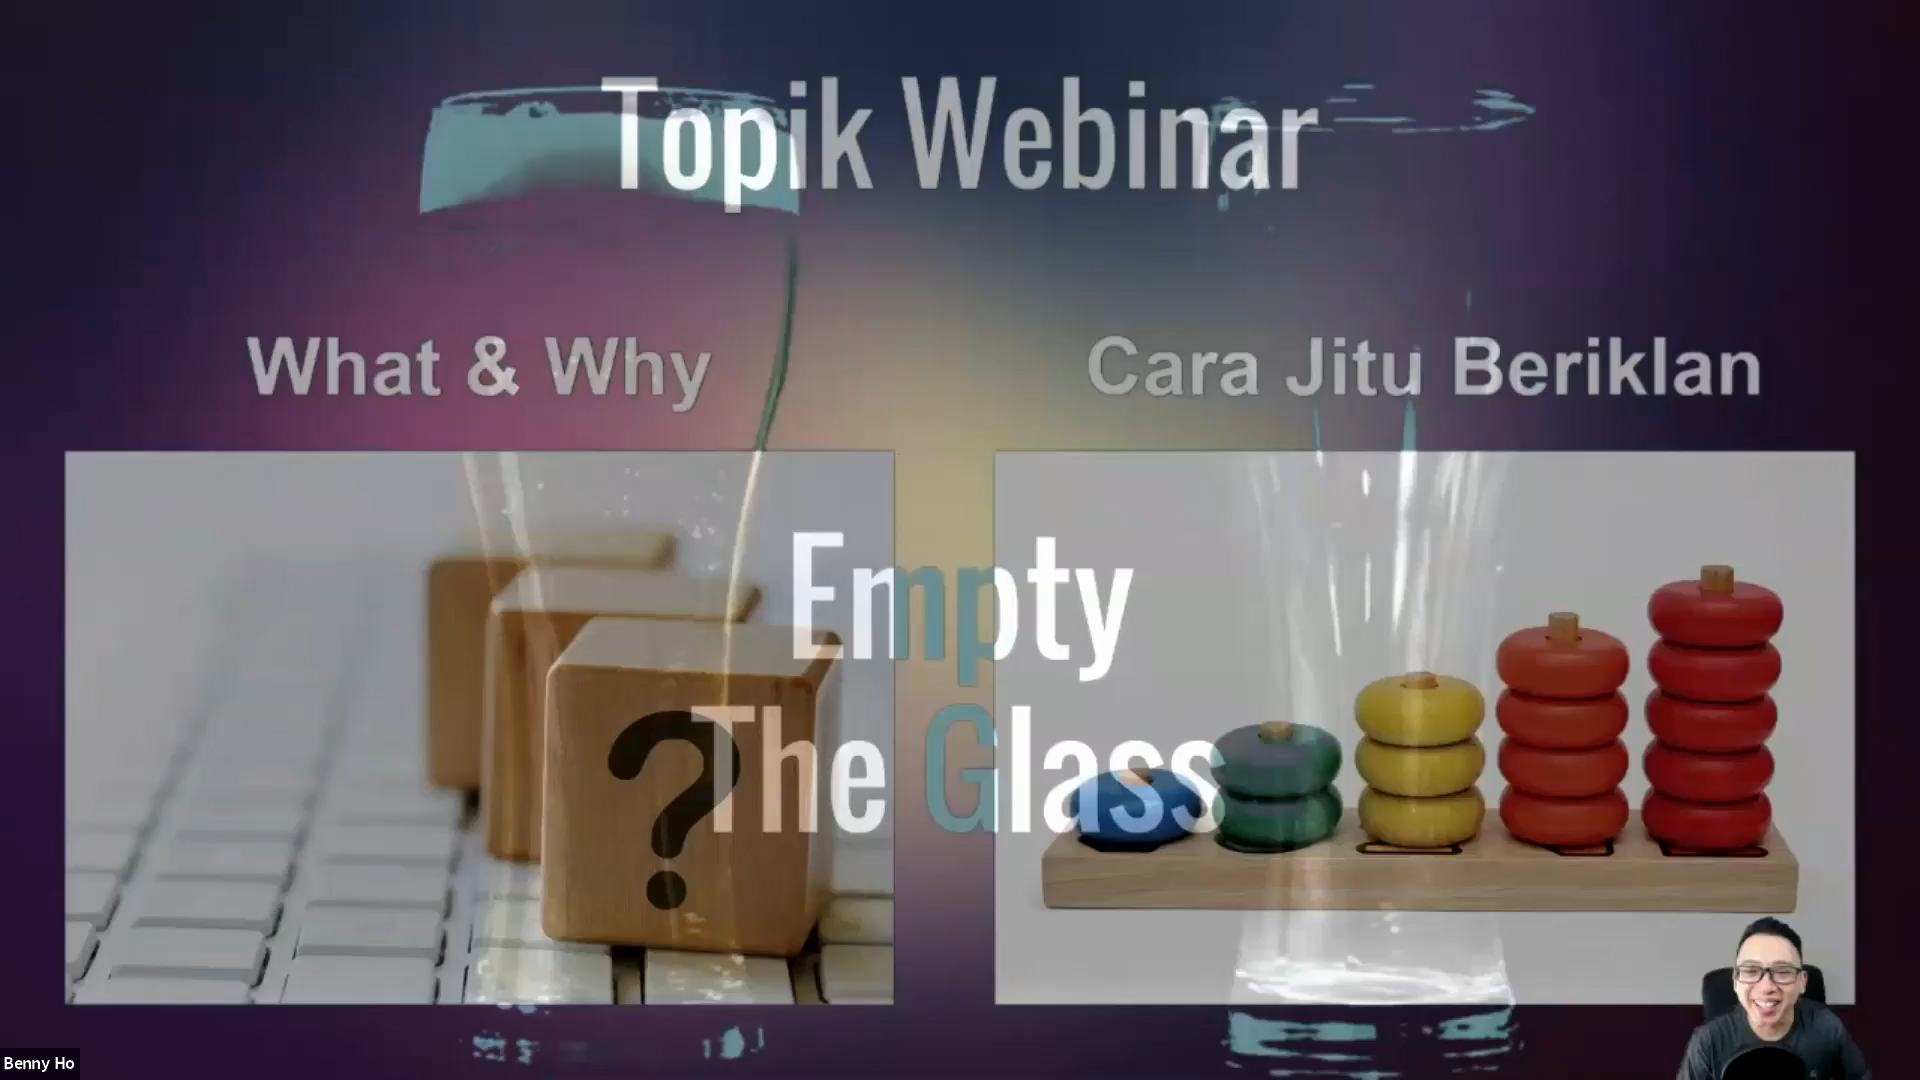 Topik Webinar
What & Why
Cara Jitu Beriklan
Empty
The Glass
?
Benny Ho